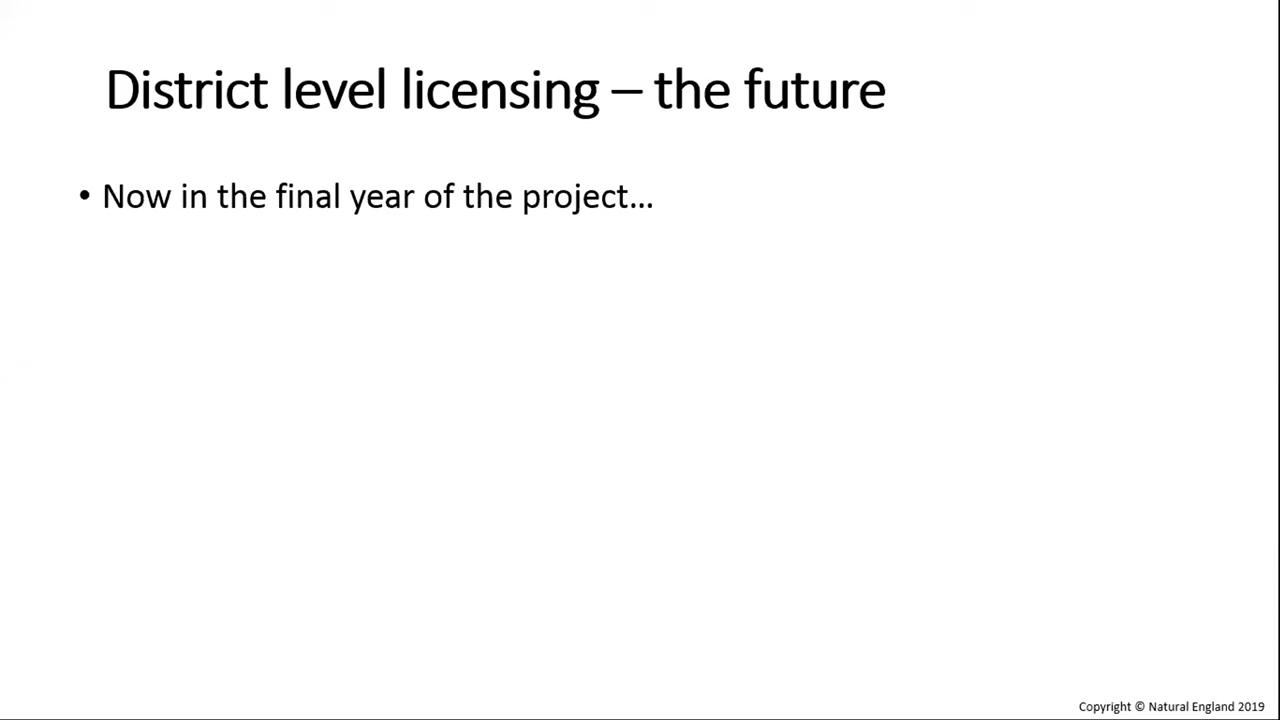 District level licensing – the future
• Now in the final year of the project...
Copyright © Natural England 2019